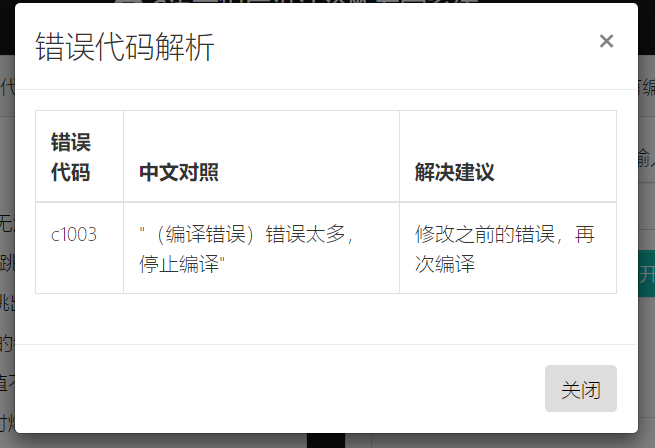 错误代码解析
×
错误
代码
中文对照
解决建议
c1003
"（编译错误）错误太多，
停止编译"
修改之前的错误，再
次编译
关闭